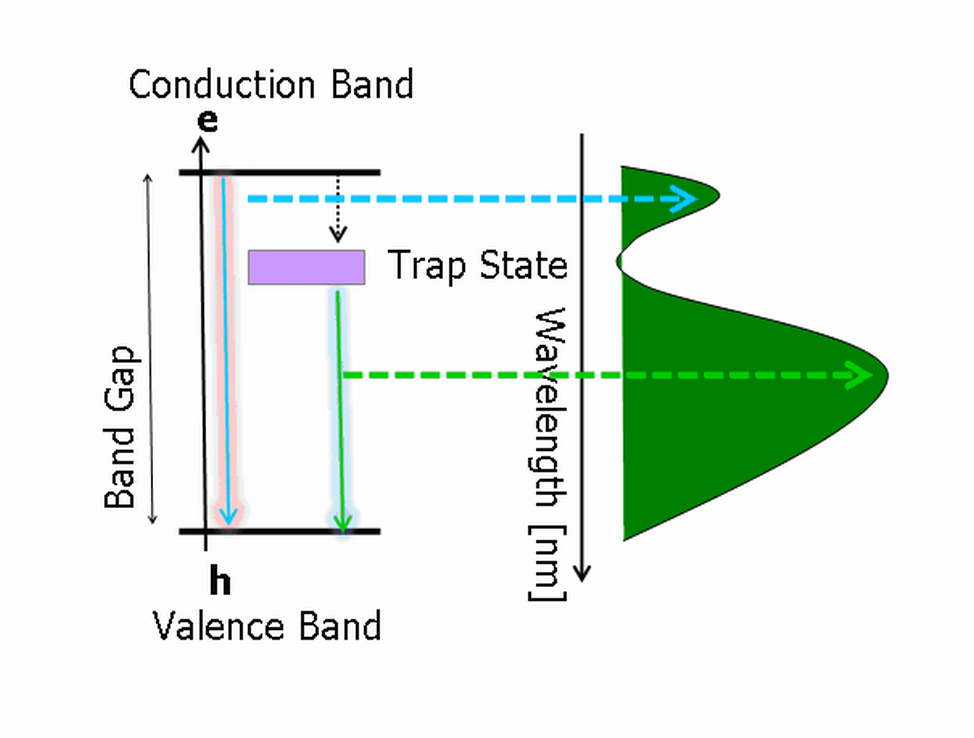 Conduction Band
e
Trap State
Band Gap
Wavelength [nm]
h
Valence Band